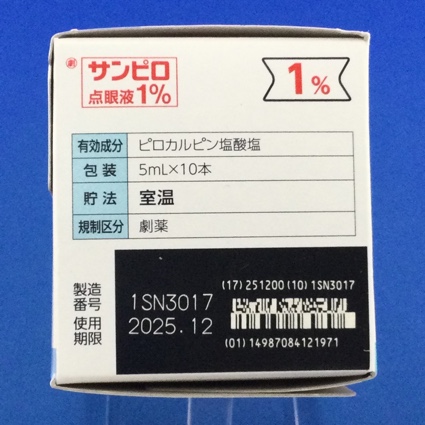 劇
サンピロ
点眼液1%
1%
有効成分 ピロカルピン塩酸塩
包装 5mL×10本
貯法 室温
規制区分 劇薬
製造番号 1SN3017
使用期限 2025.12
(17) 251200 (10) 1SN3017
(01) 14987084121971